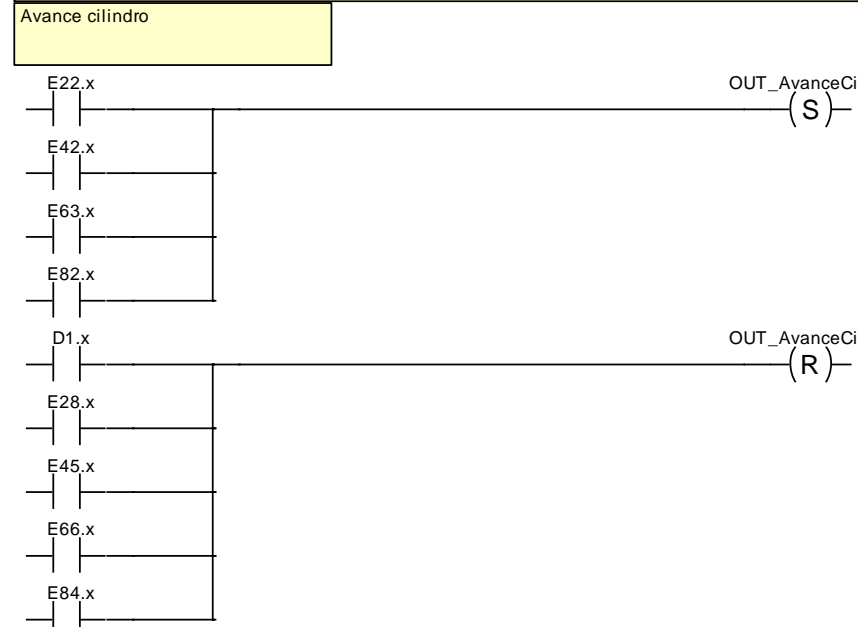 Avance cilindro
E22.x
OUT_AvanceCi
S
E42.x
E63.x
E82.x
D1.x
OUT_AvanceCi
R
E28.x
E45.x
E66.x
E84.x